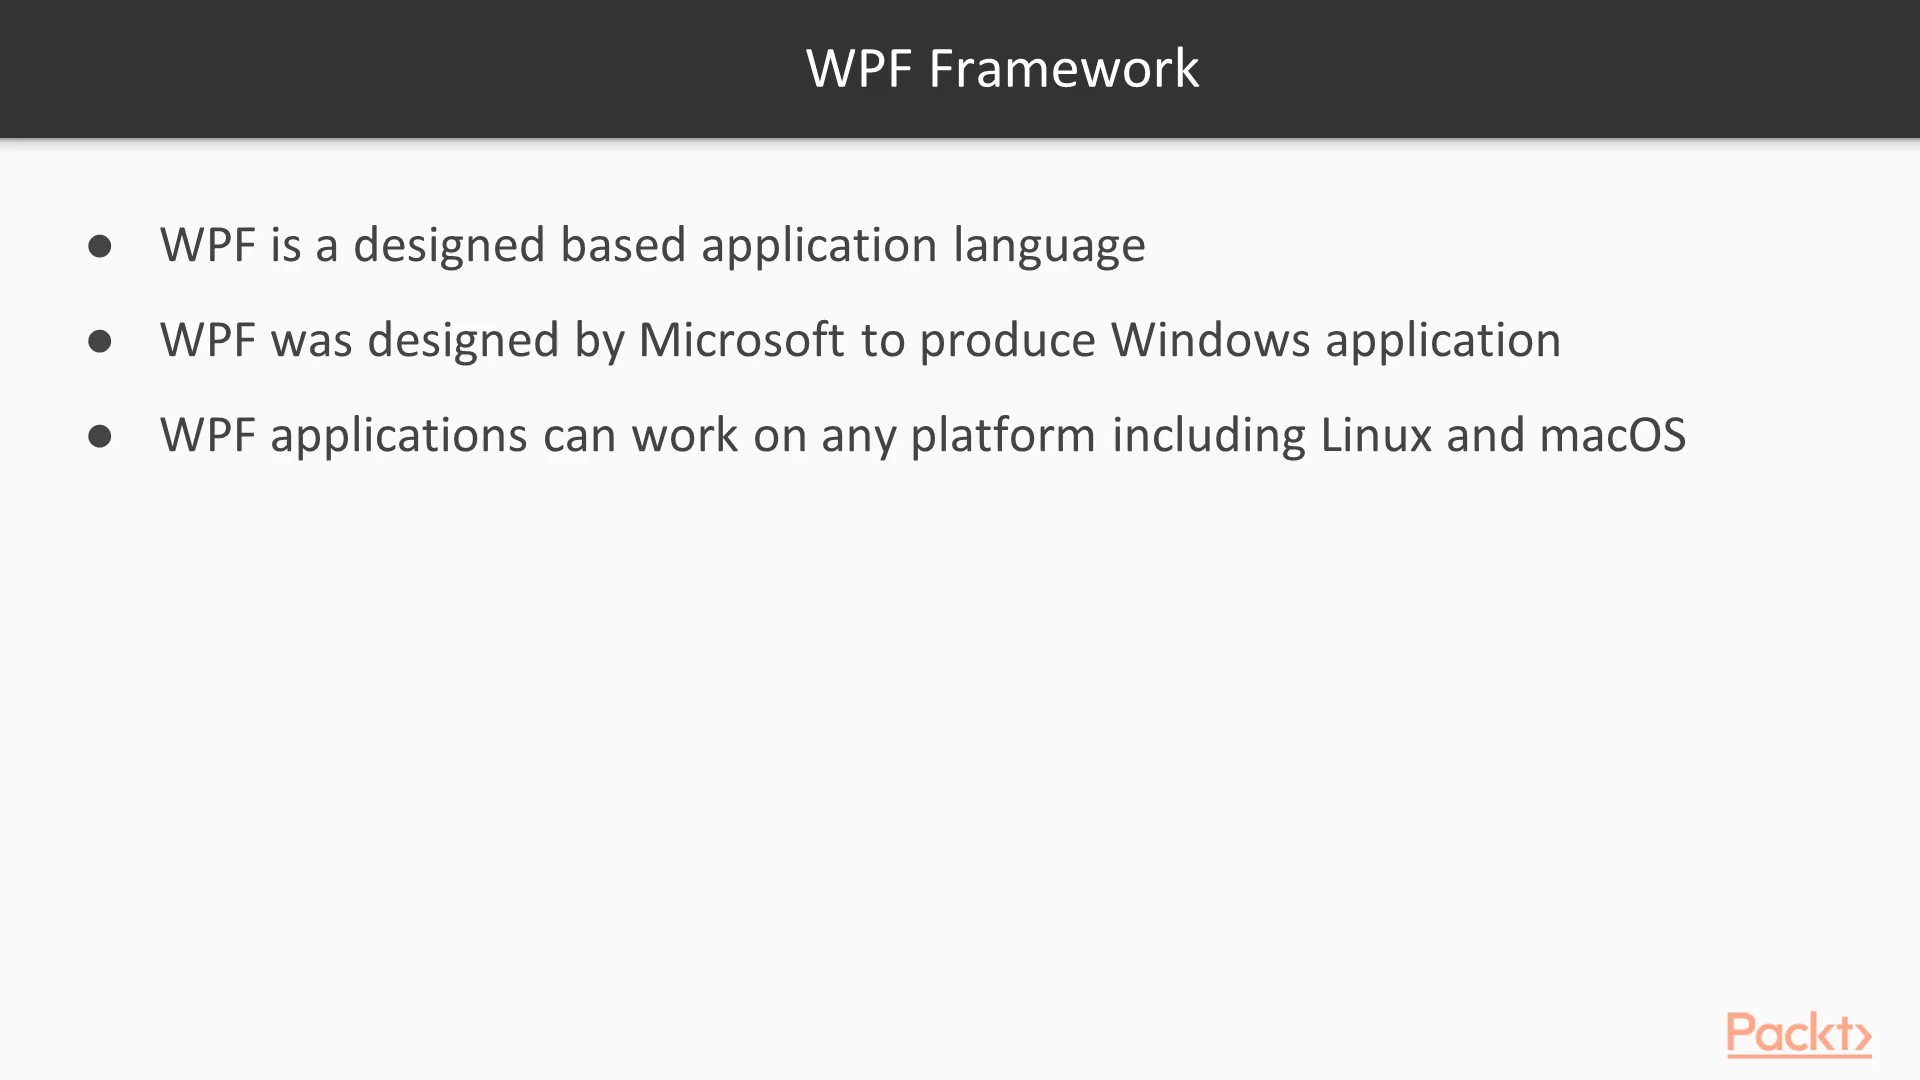 WPF Framework
● WPF is a designed based application language
● WPF was designed by Microsoft to produce Windows application
● WPF applications can work on any platform including Linux and macOS
Packt>